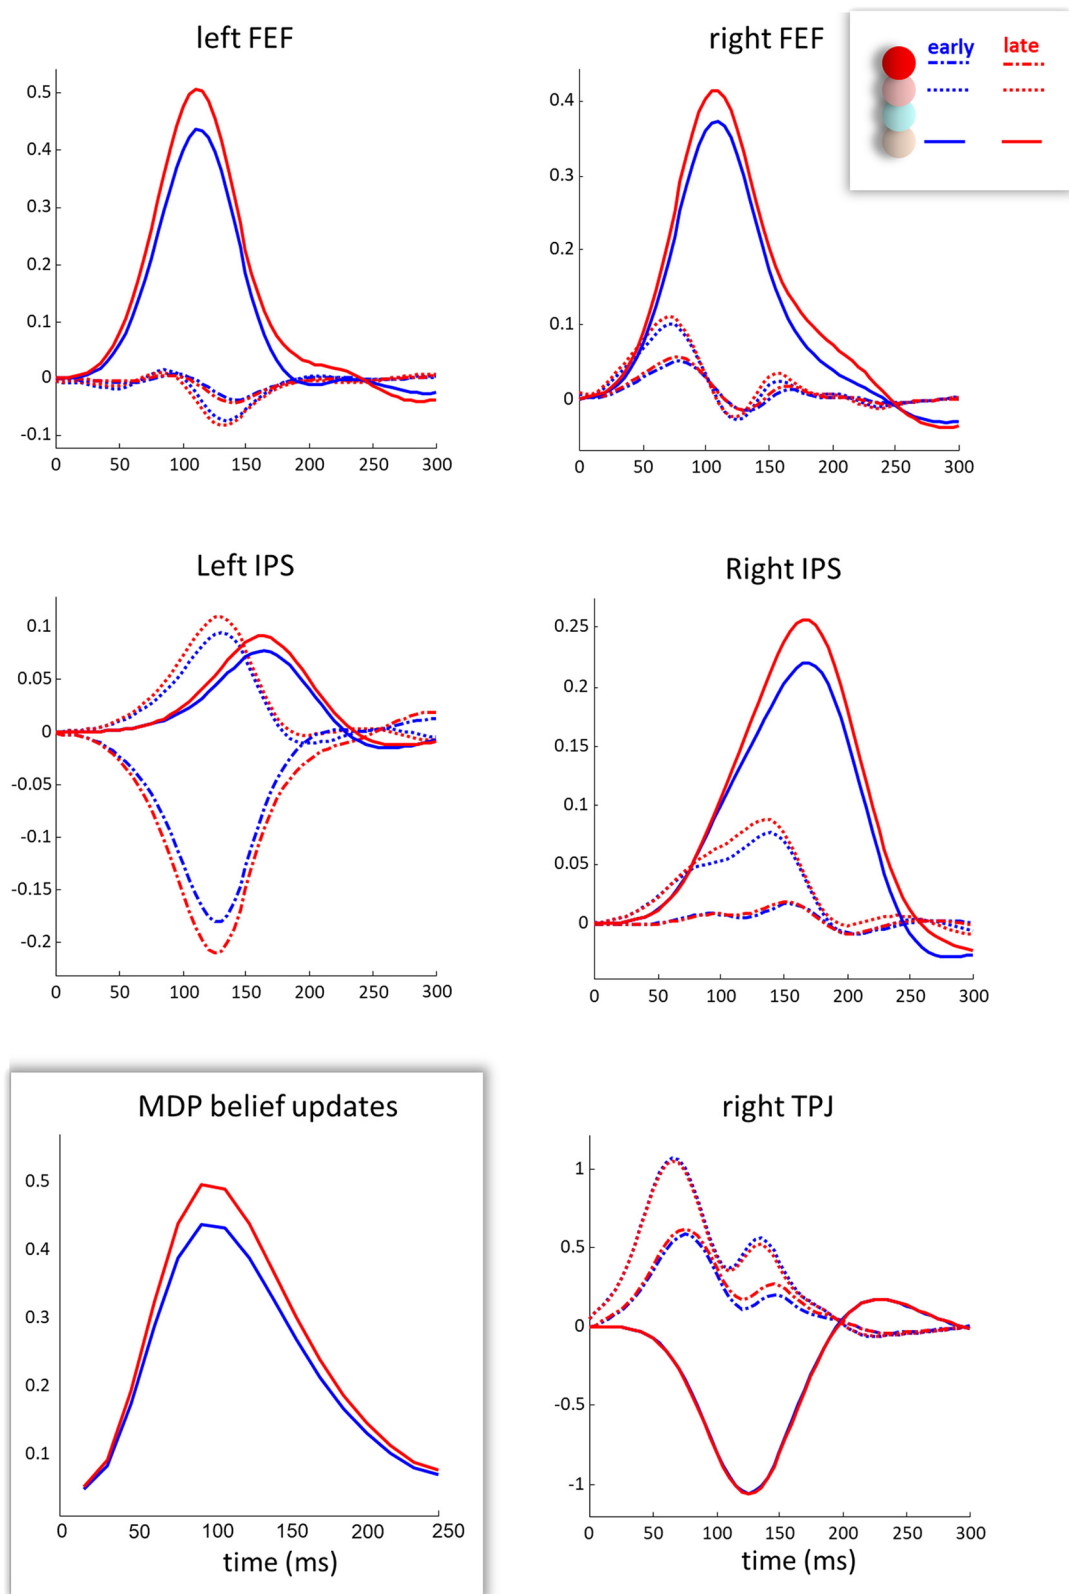 left FEF
right FEF
early late
0.5
0.4
0.3
0.2
0.1
0
-0.1
0 50 100 150 200 250 300
0.4
0.3
0.2
0.1
0
0 50 100 150 200 250 300
Left IPS
Right IPS
0.1
0.05
0
-0.05
-0.1
-0.15
-0.2
0 50 100 150 200 250 300
0.25
0.2
0.15
0.1
0.05
0
0 50 100 150 200 250 300
MDP belief updates
0.5
0.4
0.3
0.2
0.1
0 50 100 150 200 250
time (ms)
right TPJ
1
0.5
0
-0.5
-1
0 50 100 150 200 250 300
time (ms)